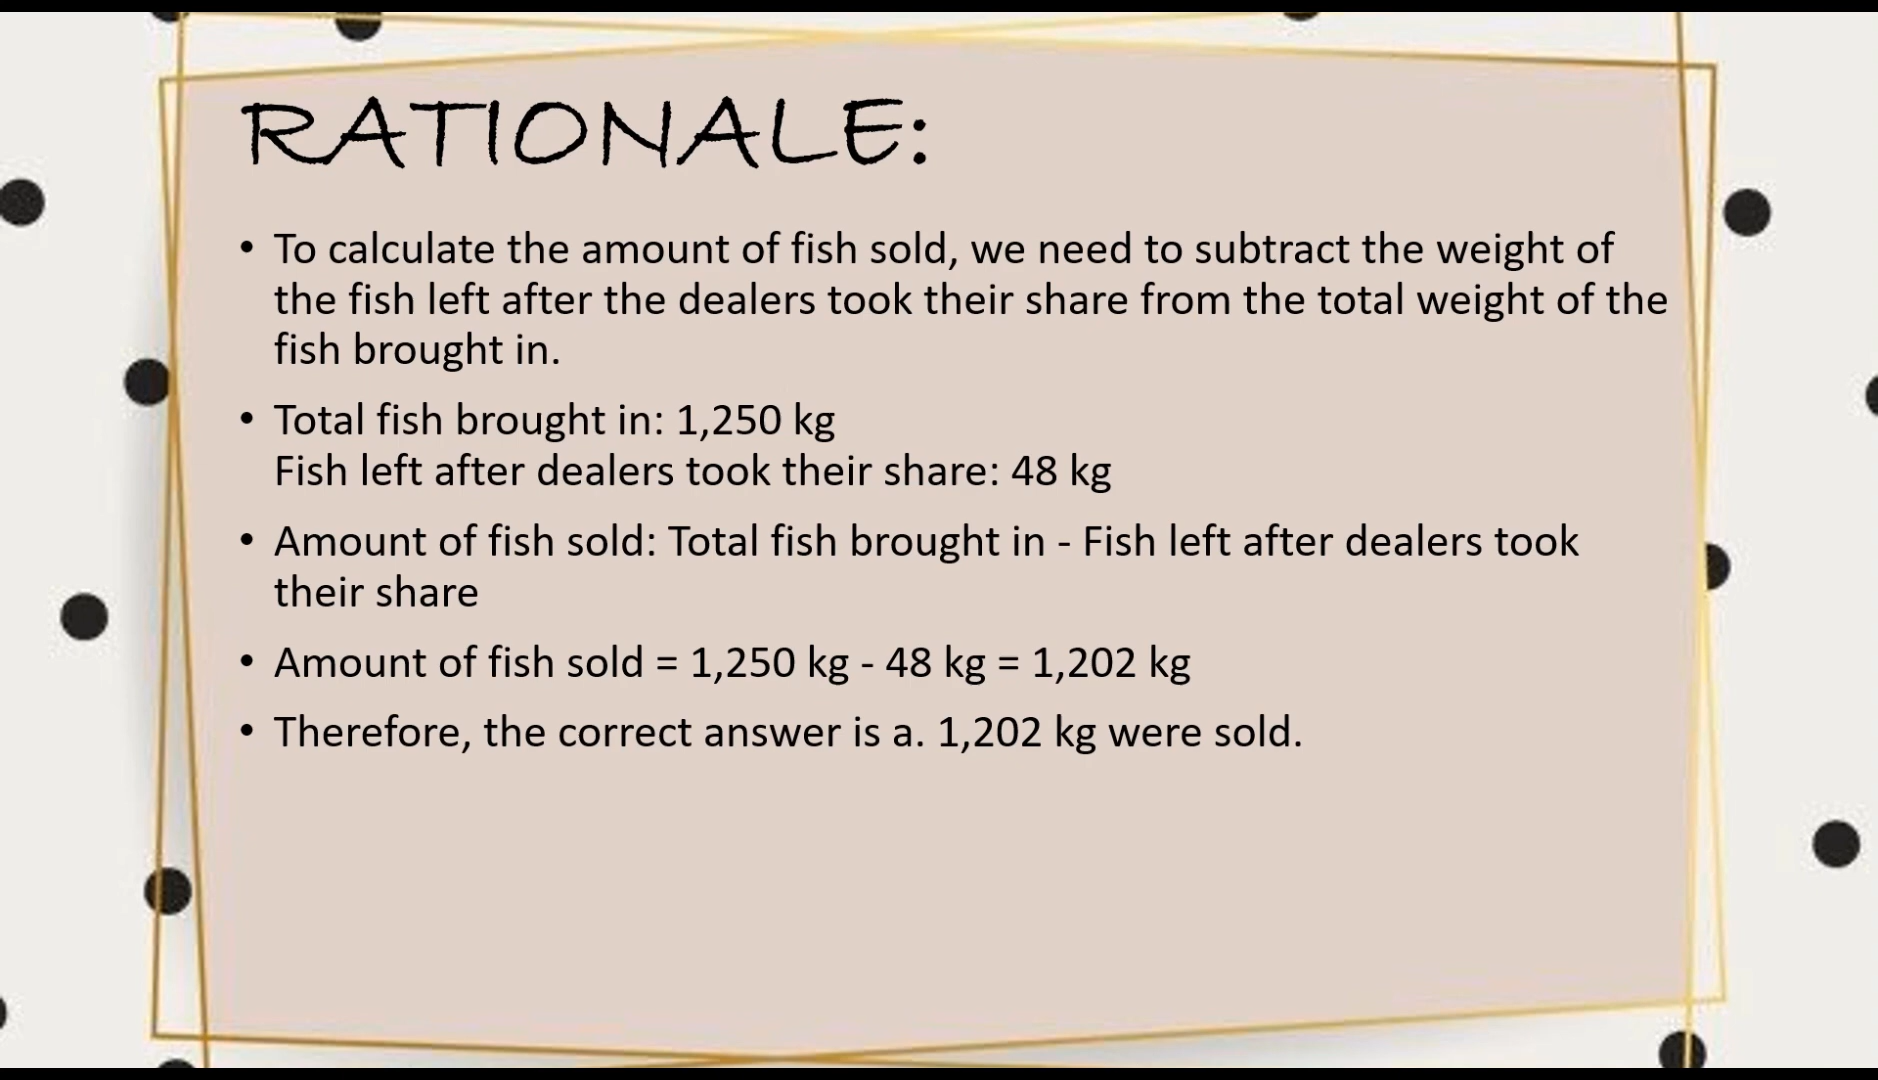 RATIONALE:
• To calculate the amount of fish sold, we need to subtract the weight of
the fish left after the dealers took their share from the total weight of the
fish brought in.
• Total fish brought in: 1,250 kg
Fish left after dealers took their share: 48 kg
• Amount of fish sold: Total fish brought in - Fish left after dealers took
their share
• Amount of fish sold = 1,250 kg - 48 kg = 1,202 kg
• Therefore, the correct answer is a. 1,202 kg were sold.